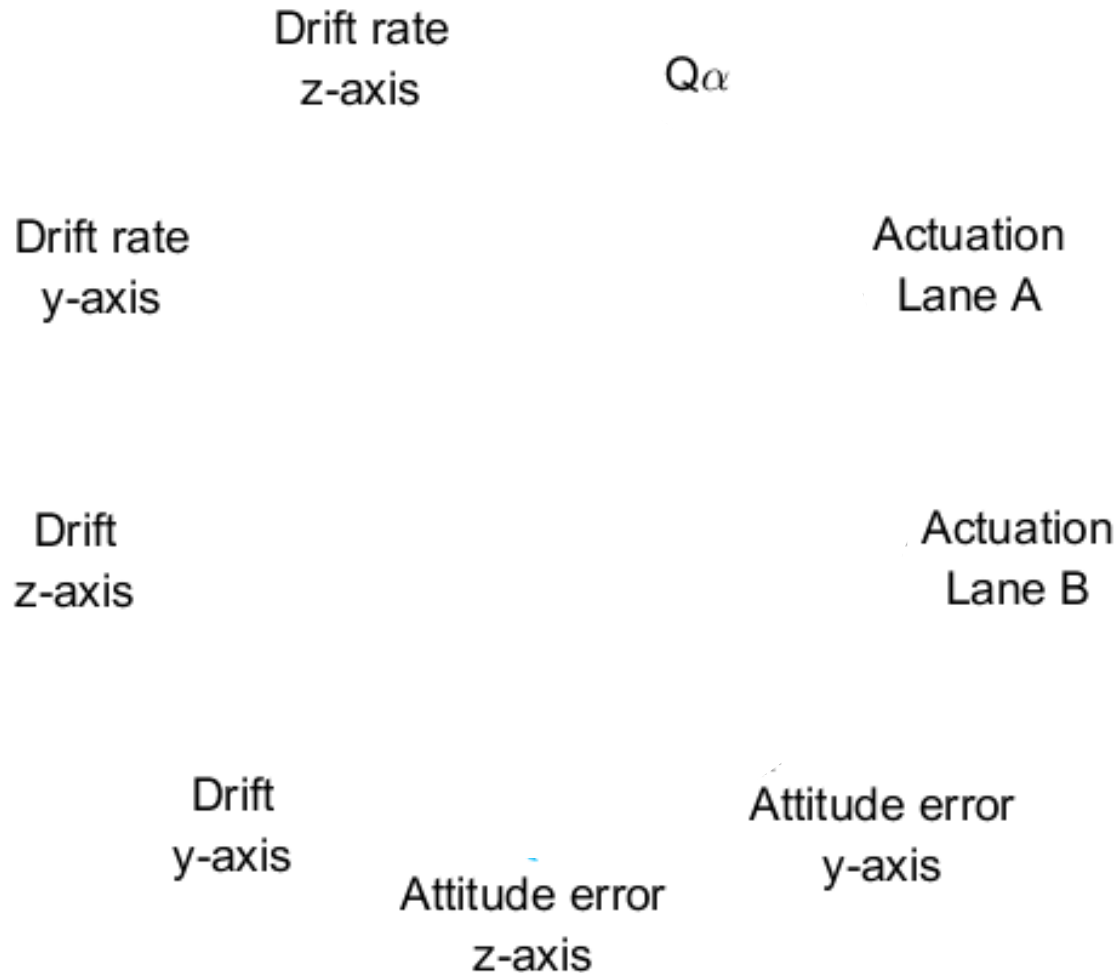 Drift rate
z-axis
Qα
Drift rate
y-axis
Actuation
Lane A
Drift
z-axis
Actuation
Lane B
Drift
y-axis
Attitude error
y-axis
Attitude error
z-axis